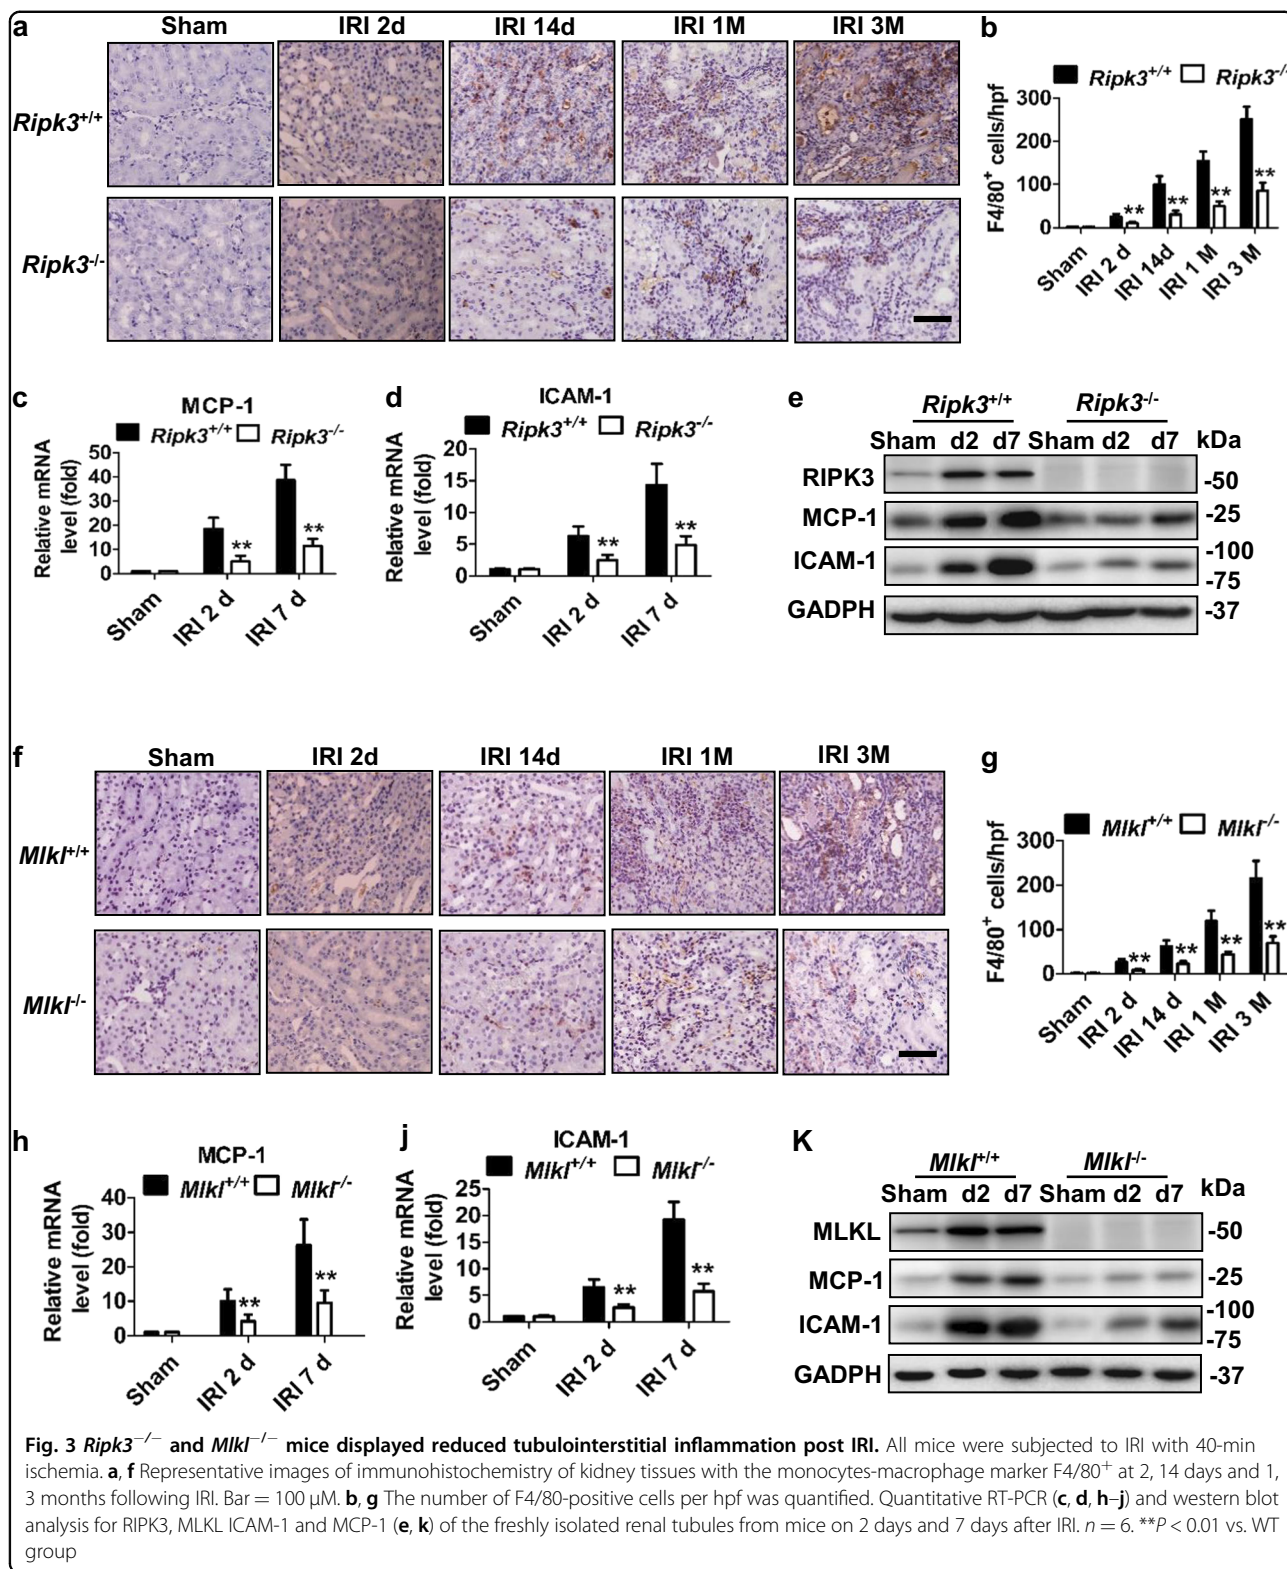 a
Sham IRI 2d IRI 14d IRI 1M IRI 3M
Ripk3+/+
Ripk3-/-
b
Ripk3+/+ Ripk3-/-
F4/80+ cells/hpf
300
200
100
0
** ** ** **
Sham IRI 2 d IRI 14d IRI 1 M IRI 3 M
c
MCP-1
Ripk3+/+ Ripk3-/-
Relative mRNA
level (fold)
50
40
30
20
10
0
** **
Sham IRI 2 d IRI 7 d
d
ICAM-1
Ripk3+/+ Ripk3-/-
Relative mRNA
level (fold)
20
15
10
5
0
** **
Sham IRI 2 d IRI 7 d
e
Ripk3+/+ Ripk3-/-
Sham d2 d7 Sham d2 d7 kDa
RIPK3 -50
MCP-1 -25
ICAM-1 -100
-75
GADPH -37
f
Sham IRI 2d IRI 14d IRI 1M IRI 3M
Mlkl+/+
Mlkl-/-
g
Mlkl+/+ Mlkl-/-
F4/80+ cells/hpf
300
200
100
0
** ** ** **
Sham IRI 2 d IRI 14 d IRI 1 M IRI 3 M
h
MCP-1
Mlkl+/+ Mlkl-/-
Relative mRNA
level (fold)
40
30
20
10
0
** **
Sham IRI 2 d IRI 7 d
j
ICAM-1
Mlkl+/+ Mlkl-/-
Relative mRNA
level (fold)
25
20
15
10
5
0
** **
Sham IRI 2 d IRI 7 d
K
Mlkl+/+ Mlkl-/-
Sham d2 d7 Sham d2 d7 kDa
MLKL -50
MCP-1 -25
ICAM-1 -100
-75
GADPH -37
Fig. 3 Ripk3−/− and Mlkl−/− mice displayed reduced tubulointerstitial inflammation post IRI. All mice were subjected to IRI with 40-min
ischemia. a, f Representative images of immunohistochemistry of kidney tissues with the monocytes-macrophage marker F4/80+ at 2, 14 days and 1,
3 months following IRI. Bar = 100 μM. b, g The number of F4/80-positive cells per hpf was quantified. Quantitative RT-PCR (c, d, h–j) and western blot
analysis for RIPK3, MLKL ICAM-1 and MCP-1 (e, k) of the freshly isolated renal tubules from mice on 2 days and 7 days after IRI. n = 6. **P < 0.01 vs. WT
group